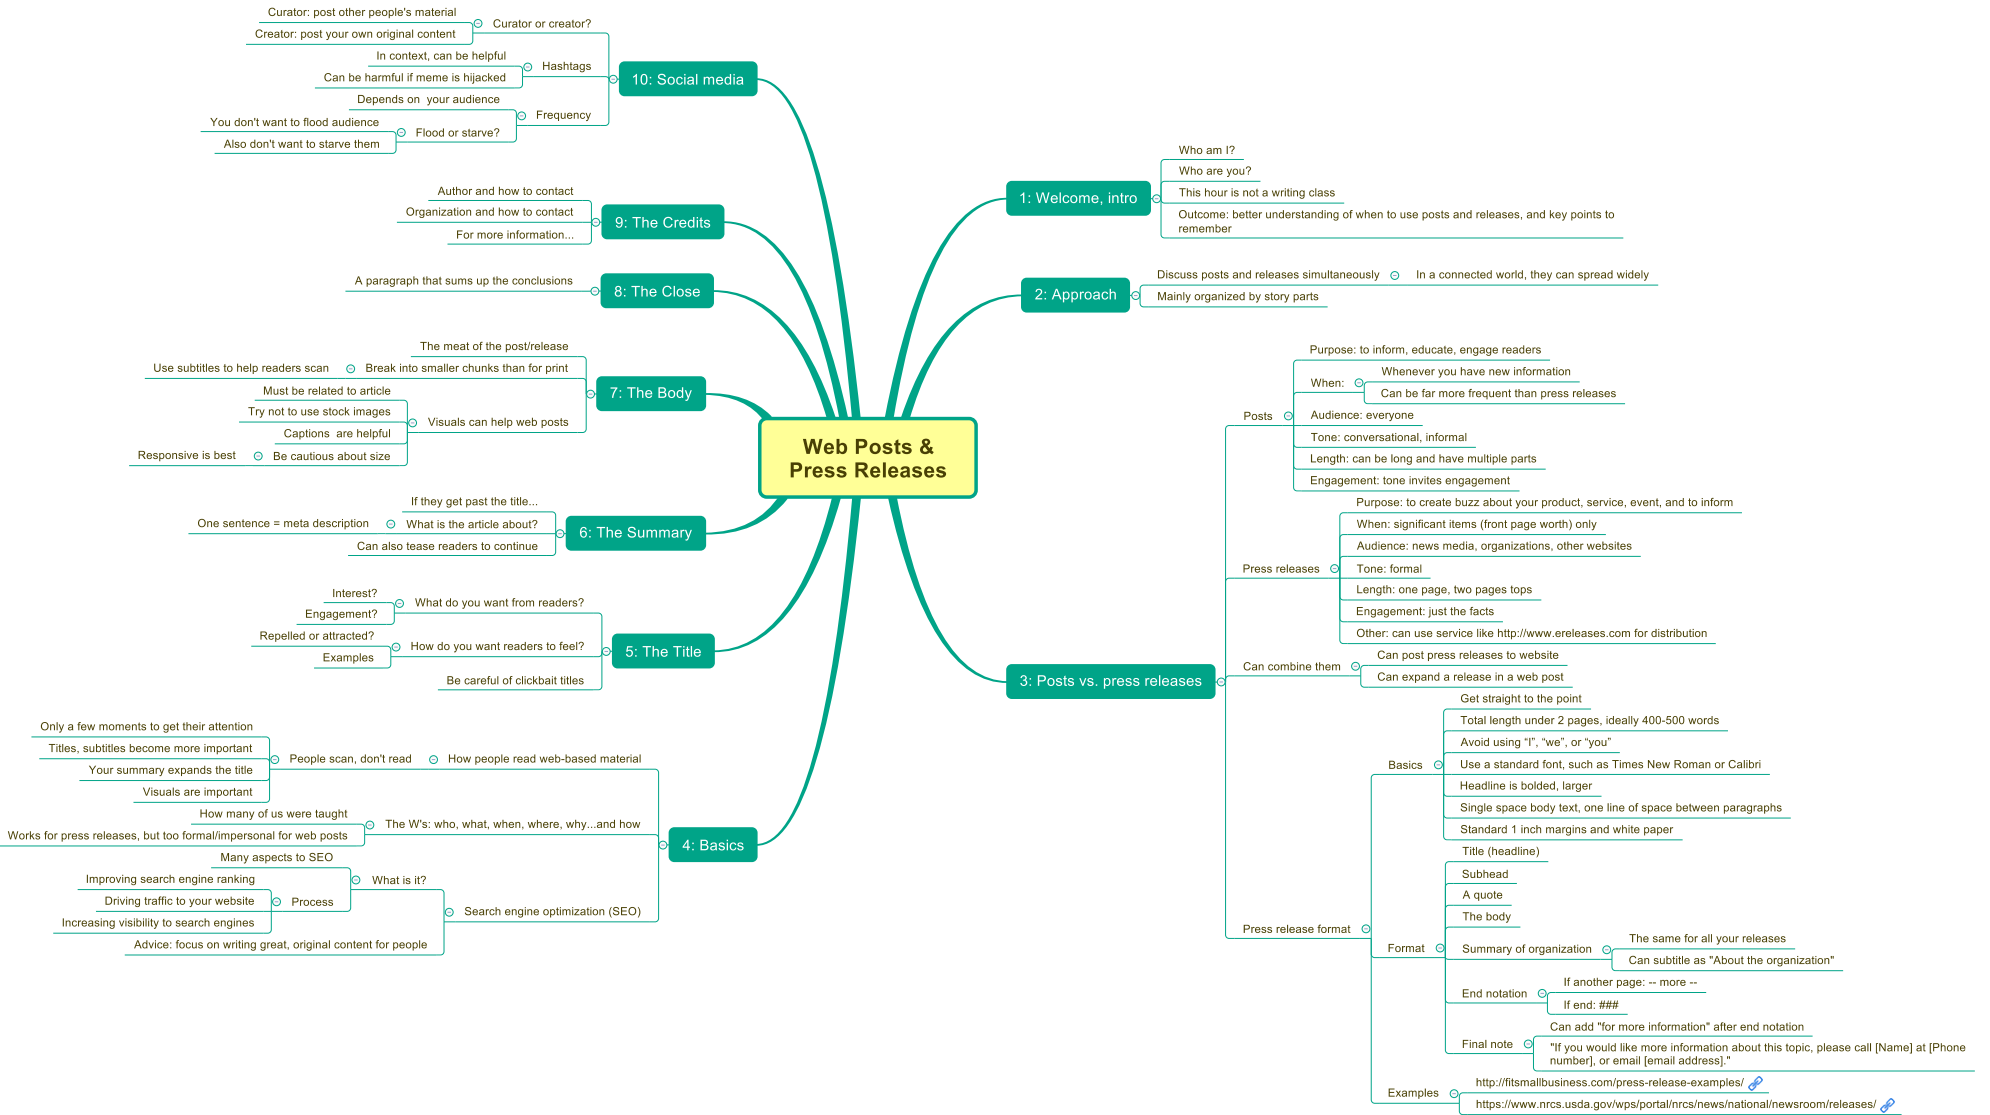 Web Posts &
Press Releases
1: Welcome, intro
Who am I?
Who are you?
This hour is not a writing class
Outcome: better understanding of when to use posts and releases, and key points to
remember
2: Approach
Discuss posts and releases simultaneously
In a connected world, they can spread widely
Mainly organized by story parts
3: Posts vs. press releases
Posts
Purpose: to inform, educate, engage readers
When:
Whenever you have new information
Can be far more frequent than press releases
Audience: everyone
Tone: conversational, informal
Length: can be long and have multiple parts
Engagement: tone invites engagement
Press releases
Purpose: to create buzz about your product, service, event, and to inform
When: significant items (front page worth) only
Audience: news media, organizations, other websites
Tone: formal
Length: one page, two pages tops
Engagement: just the facts
Other: can use service like http://www.ereleases.com for distribution
Can combine them
Can post press releases to website
Can expand a release in a web post
Press release format
Basics
Get straight to the point
Total length under 2 pages, ideally 400-500 words
Avoid using “I”, “we”, or “you”
Use a standard font, such as Times New Roman or Calibri
Headline is bolded, larger
Single space body text, one line of space between paragraphs
Standard 1 inch margins and white paper
Format
Title (headline)
Subhead
A quote
The body
Summary of organization
The same for all your releases
Can subtitle as "About the organization"
End notation
If another page: -- more --
If end: ###
Final note
Can add "for more information" after end notation
"If you would like more information about this topic, please call [Name] at [Phone
number], or email [email address]."
Examples
http://fitsmallbusiness.com/press-release-examples/
https://www.nrcs.usda.gov/wps/portal/nrcs/news/national/newsroom/releases/
4: Basics
How people read web-based material
People scan, don't read
Only a few moments to get their attention
Titles, subtitles become more important
Your summary expands the title
Visuals are important
The W's: who, what, when, where, why...and how
How many of us were taught
Works for press releases, but too formal/impersonal for web posts
Search engine optimization (SEO)
What is it?
Many aspects to SEO
Process
Improving search engine ranking
Driving traffic to your website
Increasing visibility to search engines
Advice: focus on writing great, original content for people
5: The Title
What do you want from readers?
Interest?
Engagement?
How do you want readers to feel?
Repelled or attracted?
Examples
Be careful of clickbait titles
6: The Summary
If they get past the title...
What is the article about?
One sentence = meta description
Can also tease readers to continue
7: The Body
The meat of the post/release
Break into smaller chunks than for print
Use subtitles to help readers scan
Visuals can help web posts
Must be related to article
Try not to use stock images
Captions  are helpful
Be cautious about size
Responsive is best
8: The Close
A paragraph that sums up the conclusions
9: The Credits
Author and how to contact
Organization and how to contact
For more information...
10: Social media
Curator or creator?
Curator: post other people's material
Creator: post your own original content
Hashtags
In context, can be helpful
Can be harmful if meme is hijacked
Frequency
Depends on  your audience
Flood or starve?
You don't want to flood audience
Also don't want to starve them